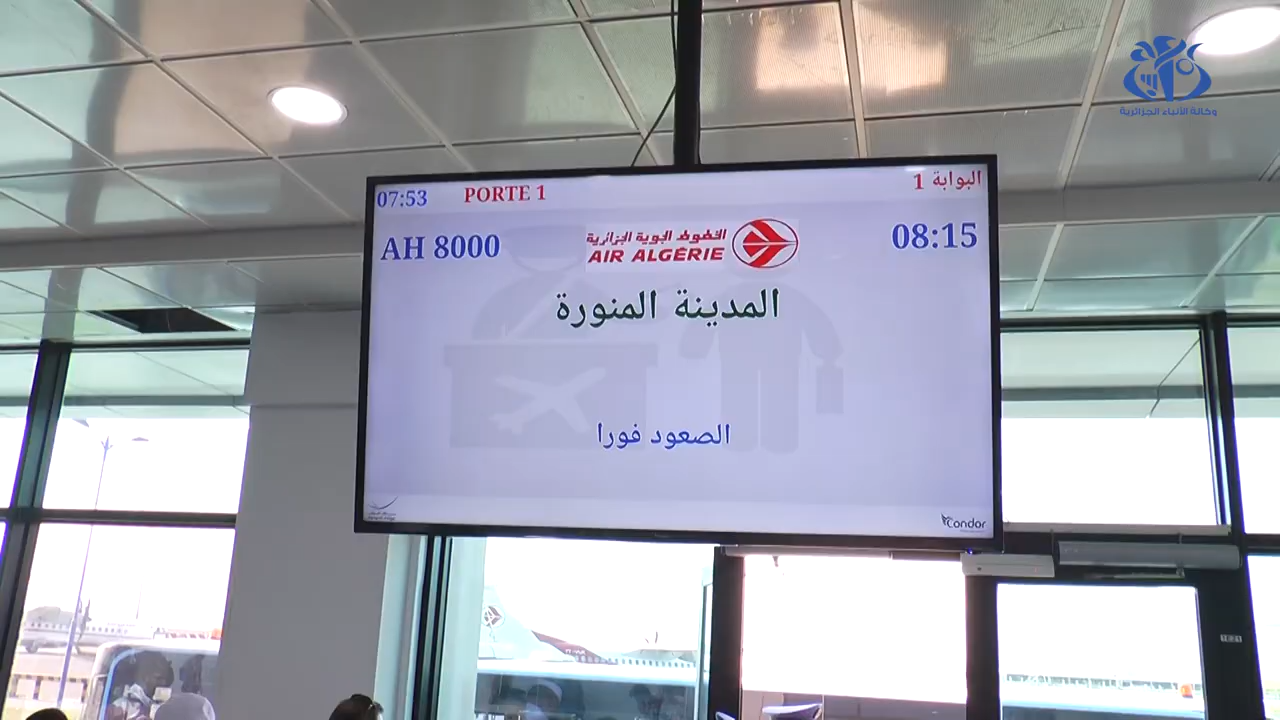 وكالة الأنباء الجزائرية
07:53 PORTE 1 البوابة 1
AH 8000
الخطوط الجوية الجزائرية
AIR ALGERIE
08:15
المدينة المنورة
الصعود فورا
Condor